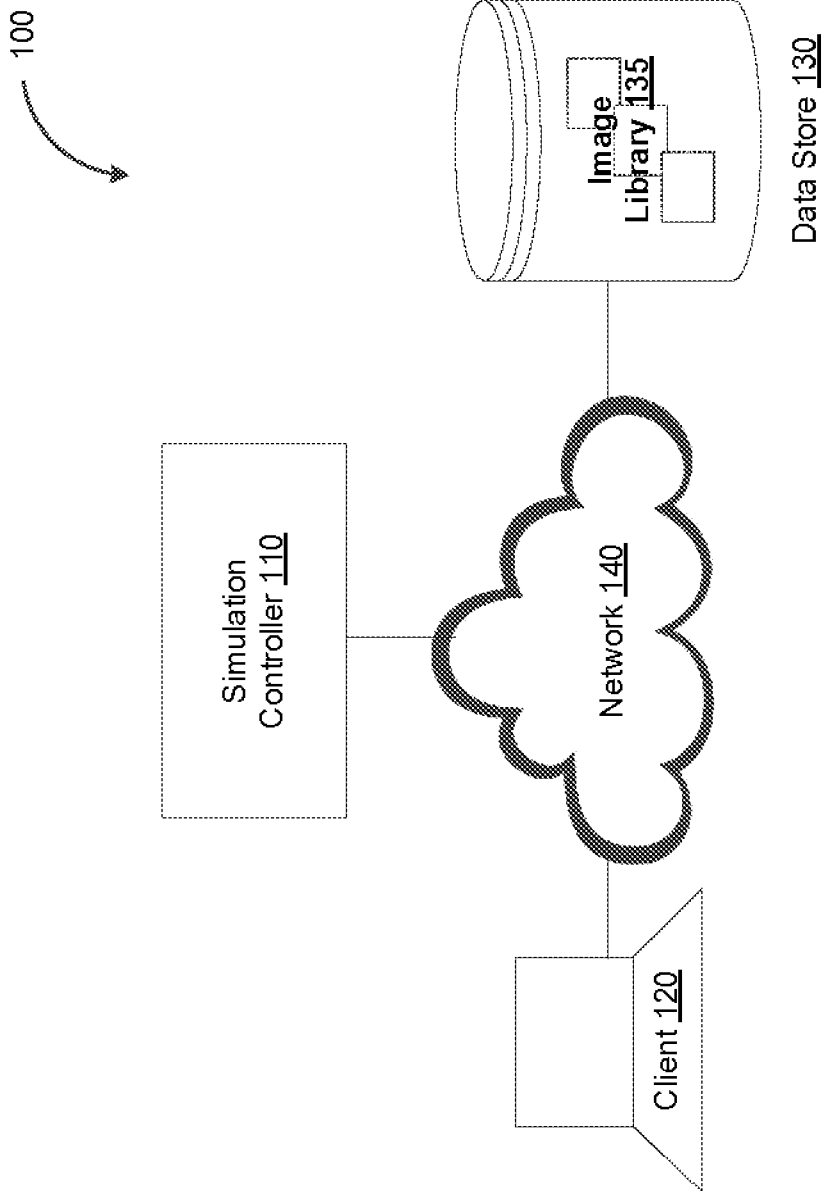 100
Simulation
Controller 110
Network 140
Client 120
Image
Library 135
Data Store 130